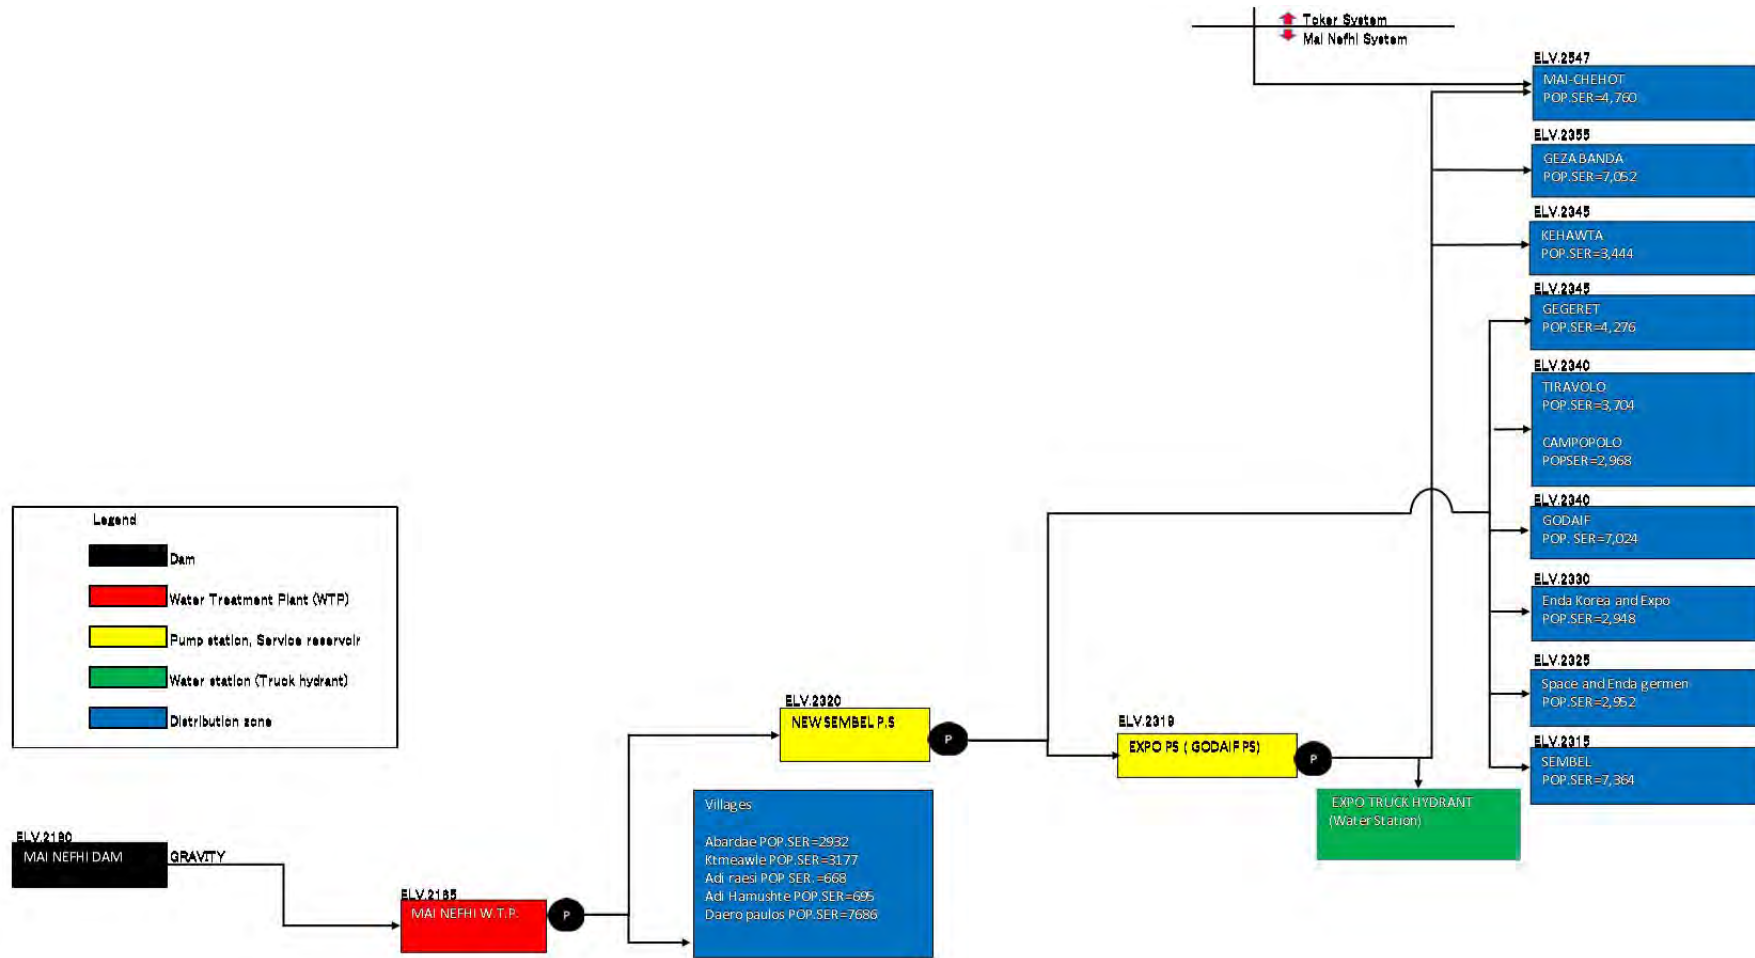 Toker System
Mai Nefhi System
ELV.2547
MAI-CHEHOT
POP.SER=4,760
ELV.2355
GEZA BANDA
POP.SER=7,052
ELV.2345
KEHAWTA
POP.SER=3,444
ELV.2345
GEGERET
POP.SER=4,276
ELV.2340
TIRAVOLO
POP.SER=3,704
CAMPOPOLO
POPSER=2,968
ELV.2340
GODAIF
POP. SER=7,024
ELV.2330
Enda Korea and Expo
POP.SER=2,948
ELV.2325
Space and Enda germen
POP.SER=2,952
ELV.2315
SEMBEL
POP.SER=7,364
Legend
Dam
Water Treatment Plant (WTP)
Pump station, Service reservoir
Water station (Truck hydrant)
Distribution zone
ELV.2320
NEW SEMBEL P.S
P
ELV.2319
EXPO PS ( GODAIF PS)
P
EXPO TRUCK HYDRANT
(Water Station)
Villages
Abardae POP.SER=2932
Ktmeawle POP.SER=3177
Adi raesi POP SER.=668
Adi Hamushte POP.SER=695
Daero paulos POP.SER=7686
ELV.2190
MAI NEFHI DAM
GRAVITY
ELV.2185
MAI NEFHI W.T.P.
P